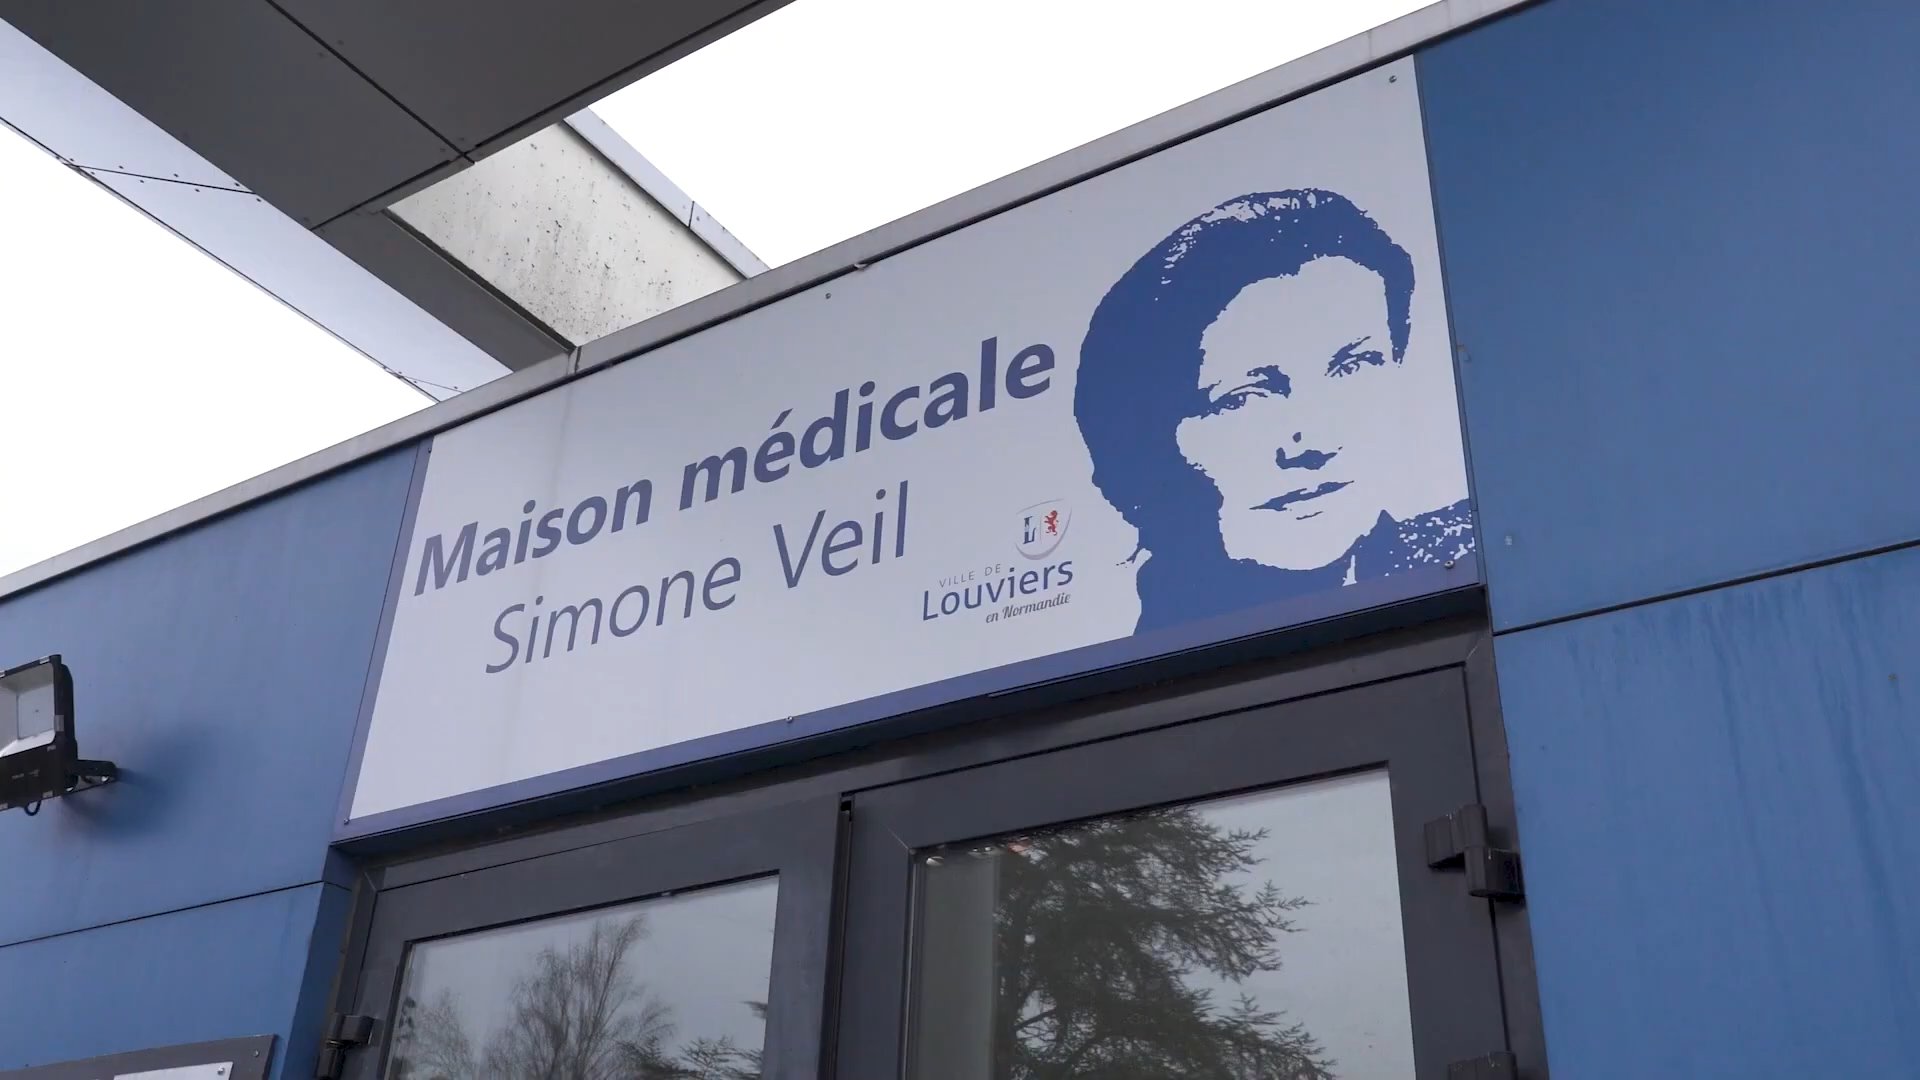 Maison médicale
Simone Veil
L
VILLE DE
Louviers
en Normandie